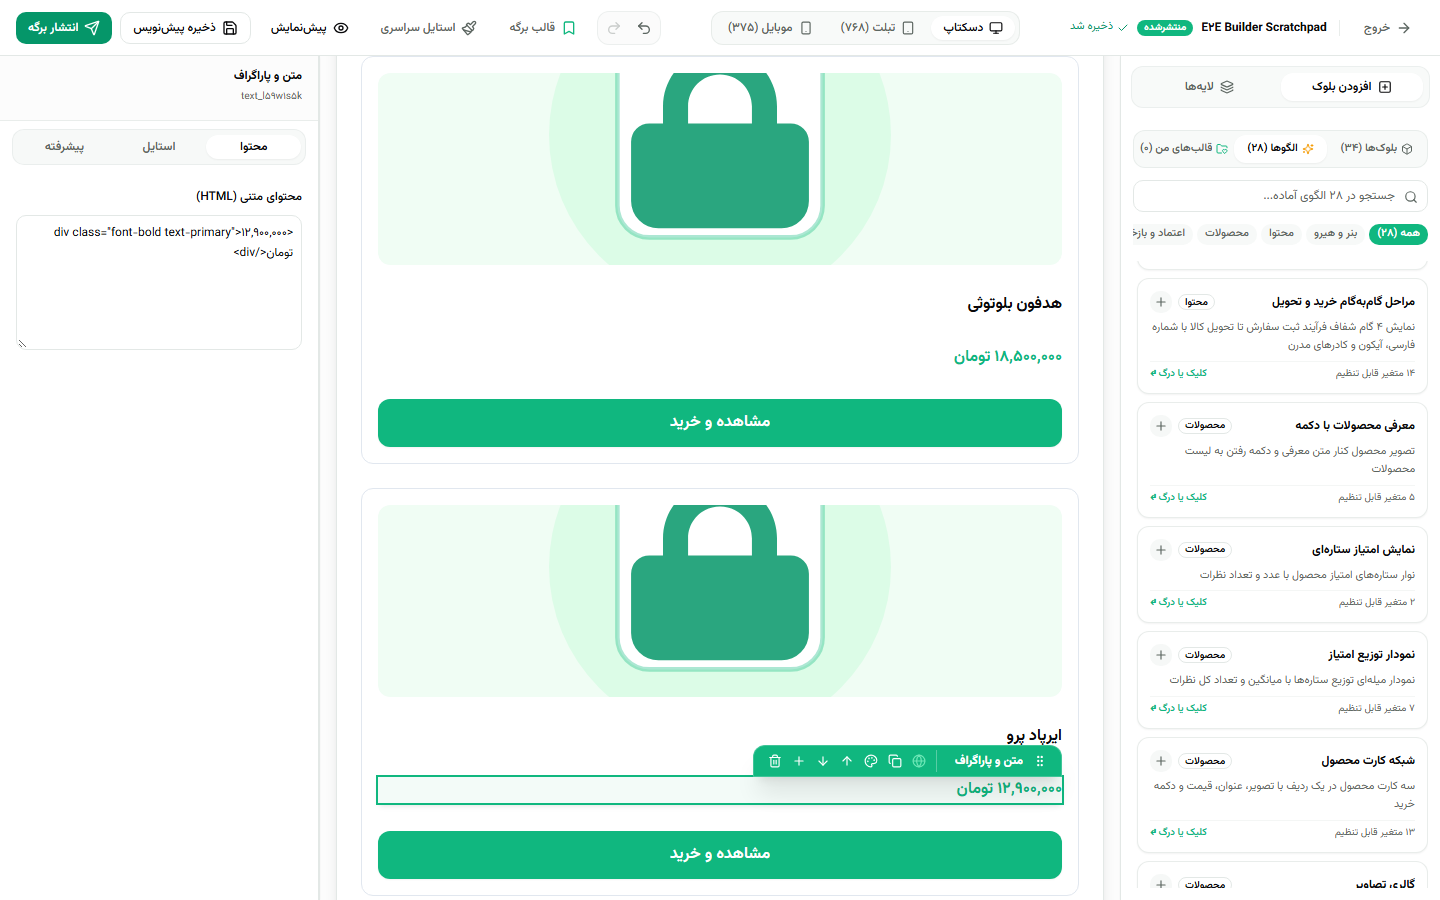 خروج
E۲E Builder Scratchpad
منتشرشده
ذخیره شد
دسکتاپ
تبلت (۷۶۸)
موبایل (۳۷۵)
قالب برگه
استایل سراسری
پیش‌نمایش
ذخیره پیش‌نویس
انتشار برگه
افزودن بلوک
لایه‌ها
بلوک‌ها (۳۴)
الگوها (۲۸)
قالب‌های من (۰)
جستجو در ۲۸ الگوی آماده...
همه (۲۸)
بنر و هیرو
محتوا
محصولات
اعتماد و بازخ
مراحل گام‌به‌گام خرید و تحویل
محتوا
نمایش ۴ گام شفاف فرآیند ثبت سفارش تا تحویل کالا با شماره
فارسی، آیکون و کادرهای مدرن
۱۴ متغیر قابل تنظیم
کلیک یا درگ
معرفی محصولات با دکمه
محصولات
تصویر محصول کنار متن معرفی و دکمه رفتن به لیست
محصولات
۵ متغیر قابل تنظیم
کلیک یا درگ
نمایش امتیاز ستاره‌ای
محصولات
نوار ستاره‌های امتیاز محصول با عدد و تعداد نظرات
۲ متغیر قابل تنظیم
کلیک یا درگ
نمودار توزیع امتیاز
محصولات
نمودار میله‌ای توزیع ستاره‌ها با میانگین و تعداد کل نظرات
۷ متغیر قابل تنظیم
کلیک یا درگ
شبکه کارت محصول
محصولات
سه کارت محصول در یک ردیف با تصویر، عنوان، قیمت و دکمه
خرید
۱۳ متغیر قابل تنظیم
کلیک یا درگ
گالری تصاویر
محصولات
هدفون بلوتوثی
۱۸,۵۰۰,۰۰۰ تومان
مشاهده و خرید
ایرپاد پرو
متن و پاراگراف
۱۲,۹۰۰,۰۰۰ تومان
مشاهده و خرید
متن و پاراگراف
text_l۵۹wis۵k
محتوا
استایل
پیشرفته
محتوای متنی (HTML)
<div class="font-bold text-primary">۱۲,۹۰۰,۰۰۰
تومان</div>